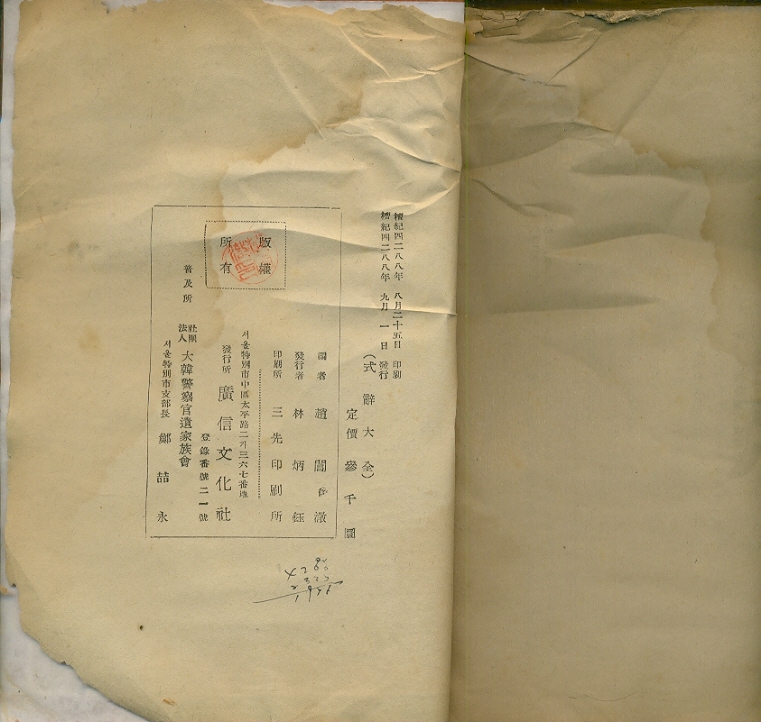 檀紀四二八八年 八月二十五日 印刷
檀紀四二八八年 九月 一日 發行
(式辭大全)
定價參千圜
編者 趙
發行者 林炳
印刷所 三先印刷所
서울特別市中區太平路二가三六七番地
發行所 廣信文化社
登錄番號二一號
版權所有
普及所
社團法人 大韓警察官遺家族會
서울特別市支部長 鄭喆永